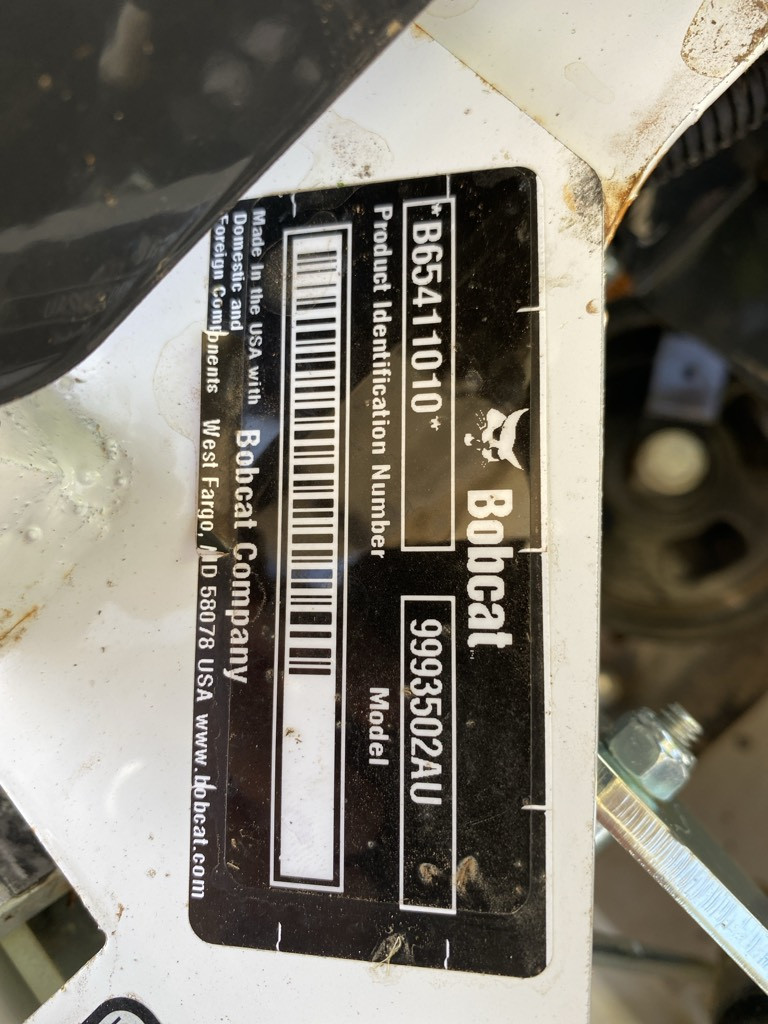 Bobcat
*B65411010*
9993502AU
Product Identification Number
Model
Made In the USA with
Domestic and
Foreign Components
Bobcat Company
West Fargo, ND 58078 USA www.bobcat.com